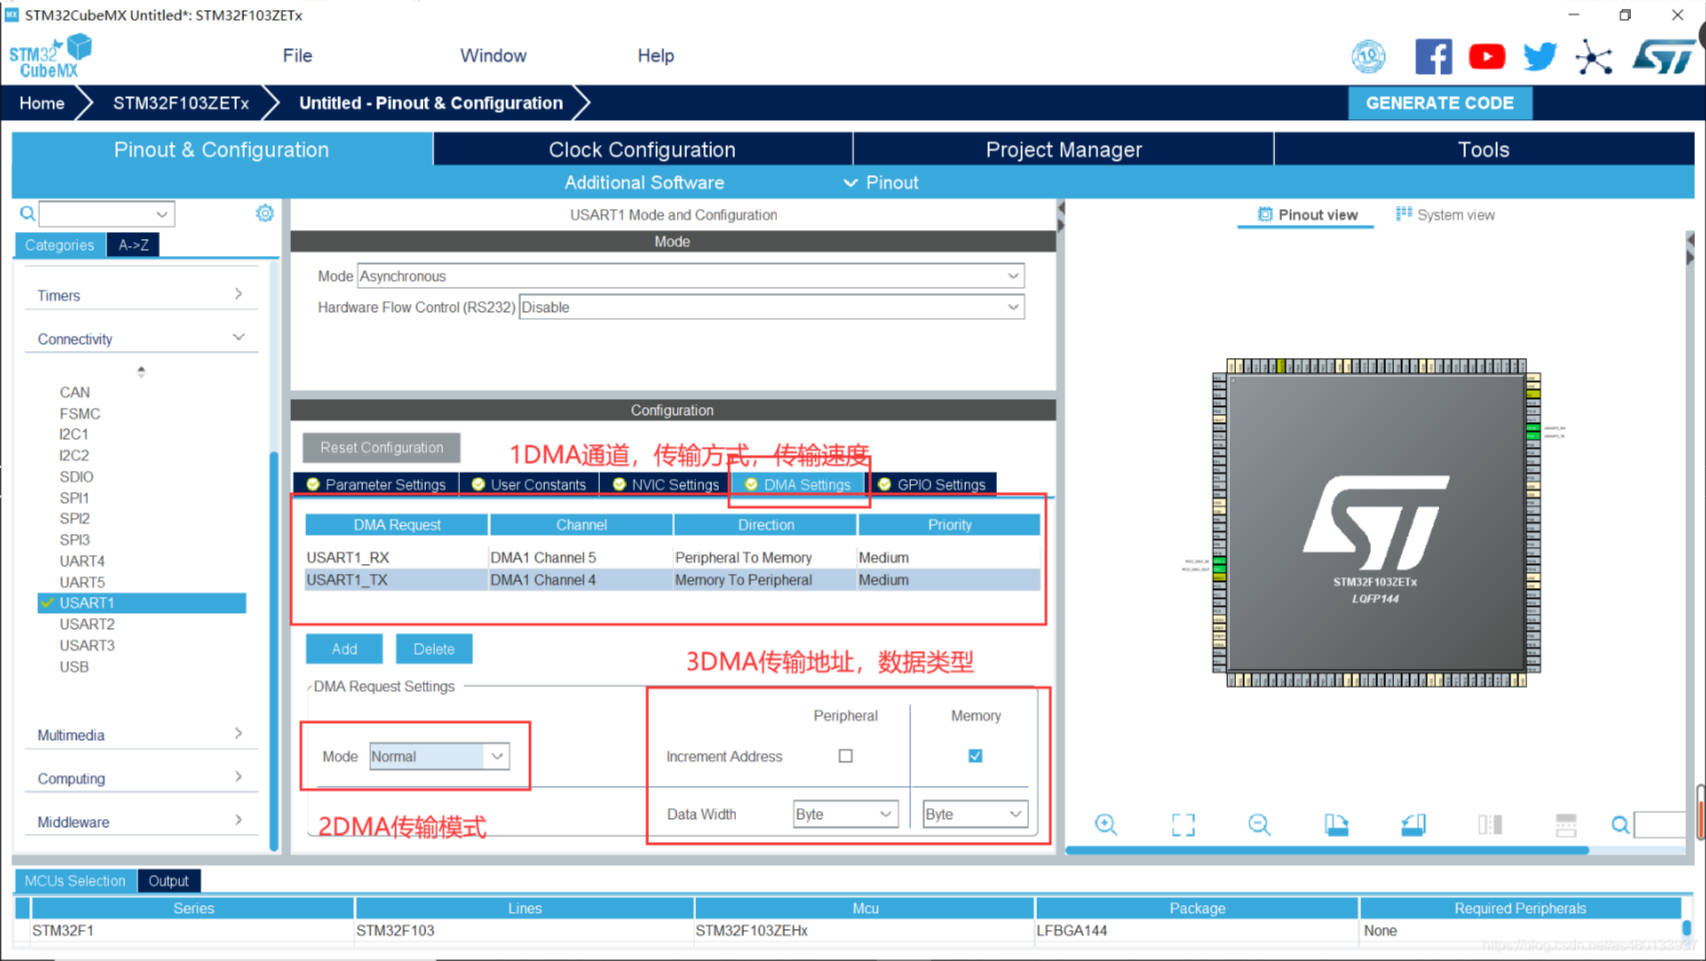 MX STM32CubeMX Untitled*: STM32F103ZETx
STM32
CubeMX
File
Window
Help
10
ST
Home
STM32F103ZETx
Untitled - Pinout & Configuration
GENERATE CODE
Pinout & Configuration
Clock Configuration
Project Manager
Tools
Additional Software
Pinout
Categories
A->Z
Timers
Connectivity
CAN
FSMC
I2C1
I2C2
SDIO
SPI1
SPI2
SPI3
UART4
UART5
USART1
USART2
USART3
USB
Multimedia
Computing
Middleware
USART1 Mode and Configuration
Mode
Mode Asynchronous
Hardware Flow Control (RS232) Disable
Configuration
Reset Configuration
1DMA通道，传输方式，传输速度
Parameter Settings
User Constants
NVIC Settings
DMA Settings
GPIO Settings
DMA Request Channel Direction Priority
USART1_RX DMA1 Channel 5 Peripheral To Memory Medium
USART1_TX DMA1 Channel 4 Memory To Peripheral Medium
Add
Delete
3DMA传输地址，数据类型
DMA Request Settings
Peripheral Memory
Mode Normal
Increment Address
Data Width Byte Byte
2DMA传输模式
Pinout view
System view
ST
STM32F103ZETx
LQFP144
MCUs Selection
Output
Series Lines Mcu Package Required Peripherals
STM32F1 STM32F103 STM32F103ZEHx LFBGA144 None